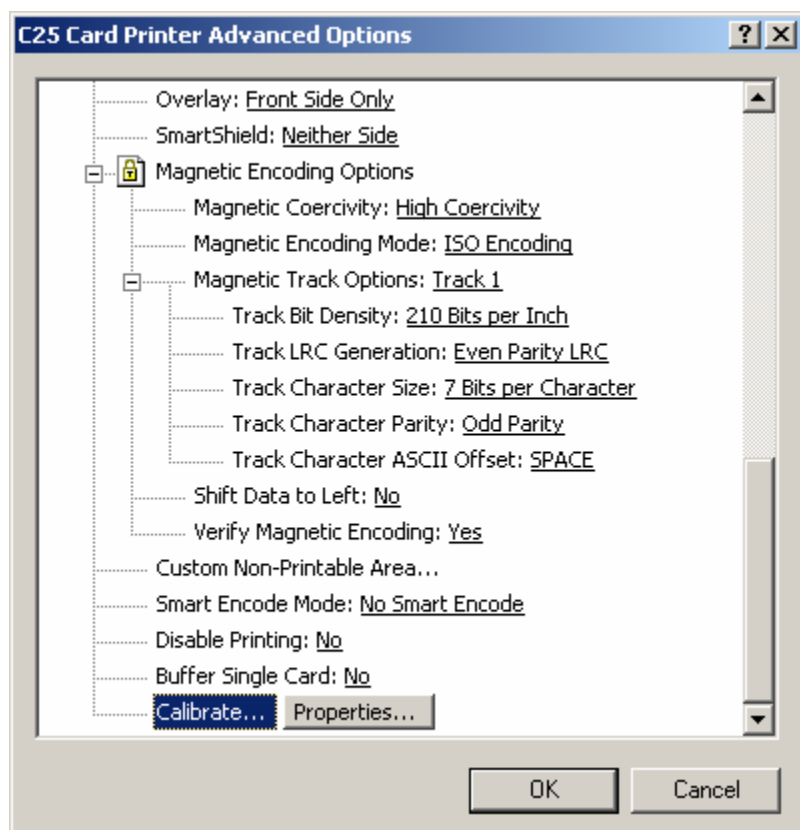 C25 Card Printer Advanced Options
Overlay: Front Side Only
SmartShield: Neither Side
Magnetic Encoding Options
Magnetic Coercivity: High Coercivity
Magnetic Encoding Mode: ISO Encoding
Magnetic Track Options: Track 1
Track Bit Density: 210 Bits per Inch
Track LRC Generation: Even Parity LRC
Track Character Size: 7 Bits per Character
Track Character Parity: Odd Parity
Track Character ASCII Offset: SPACE
Shift Data to Left: No
Verify Magnetic Encoding: Yes
Custom Non-Printable Area...
Smart Encode Mode: No Smart Encode
Disable Printing: No
Buffer Single Card: No
Calibrate... Properties...
OK Cancel